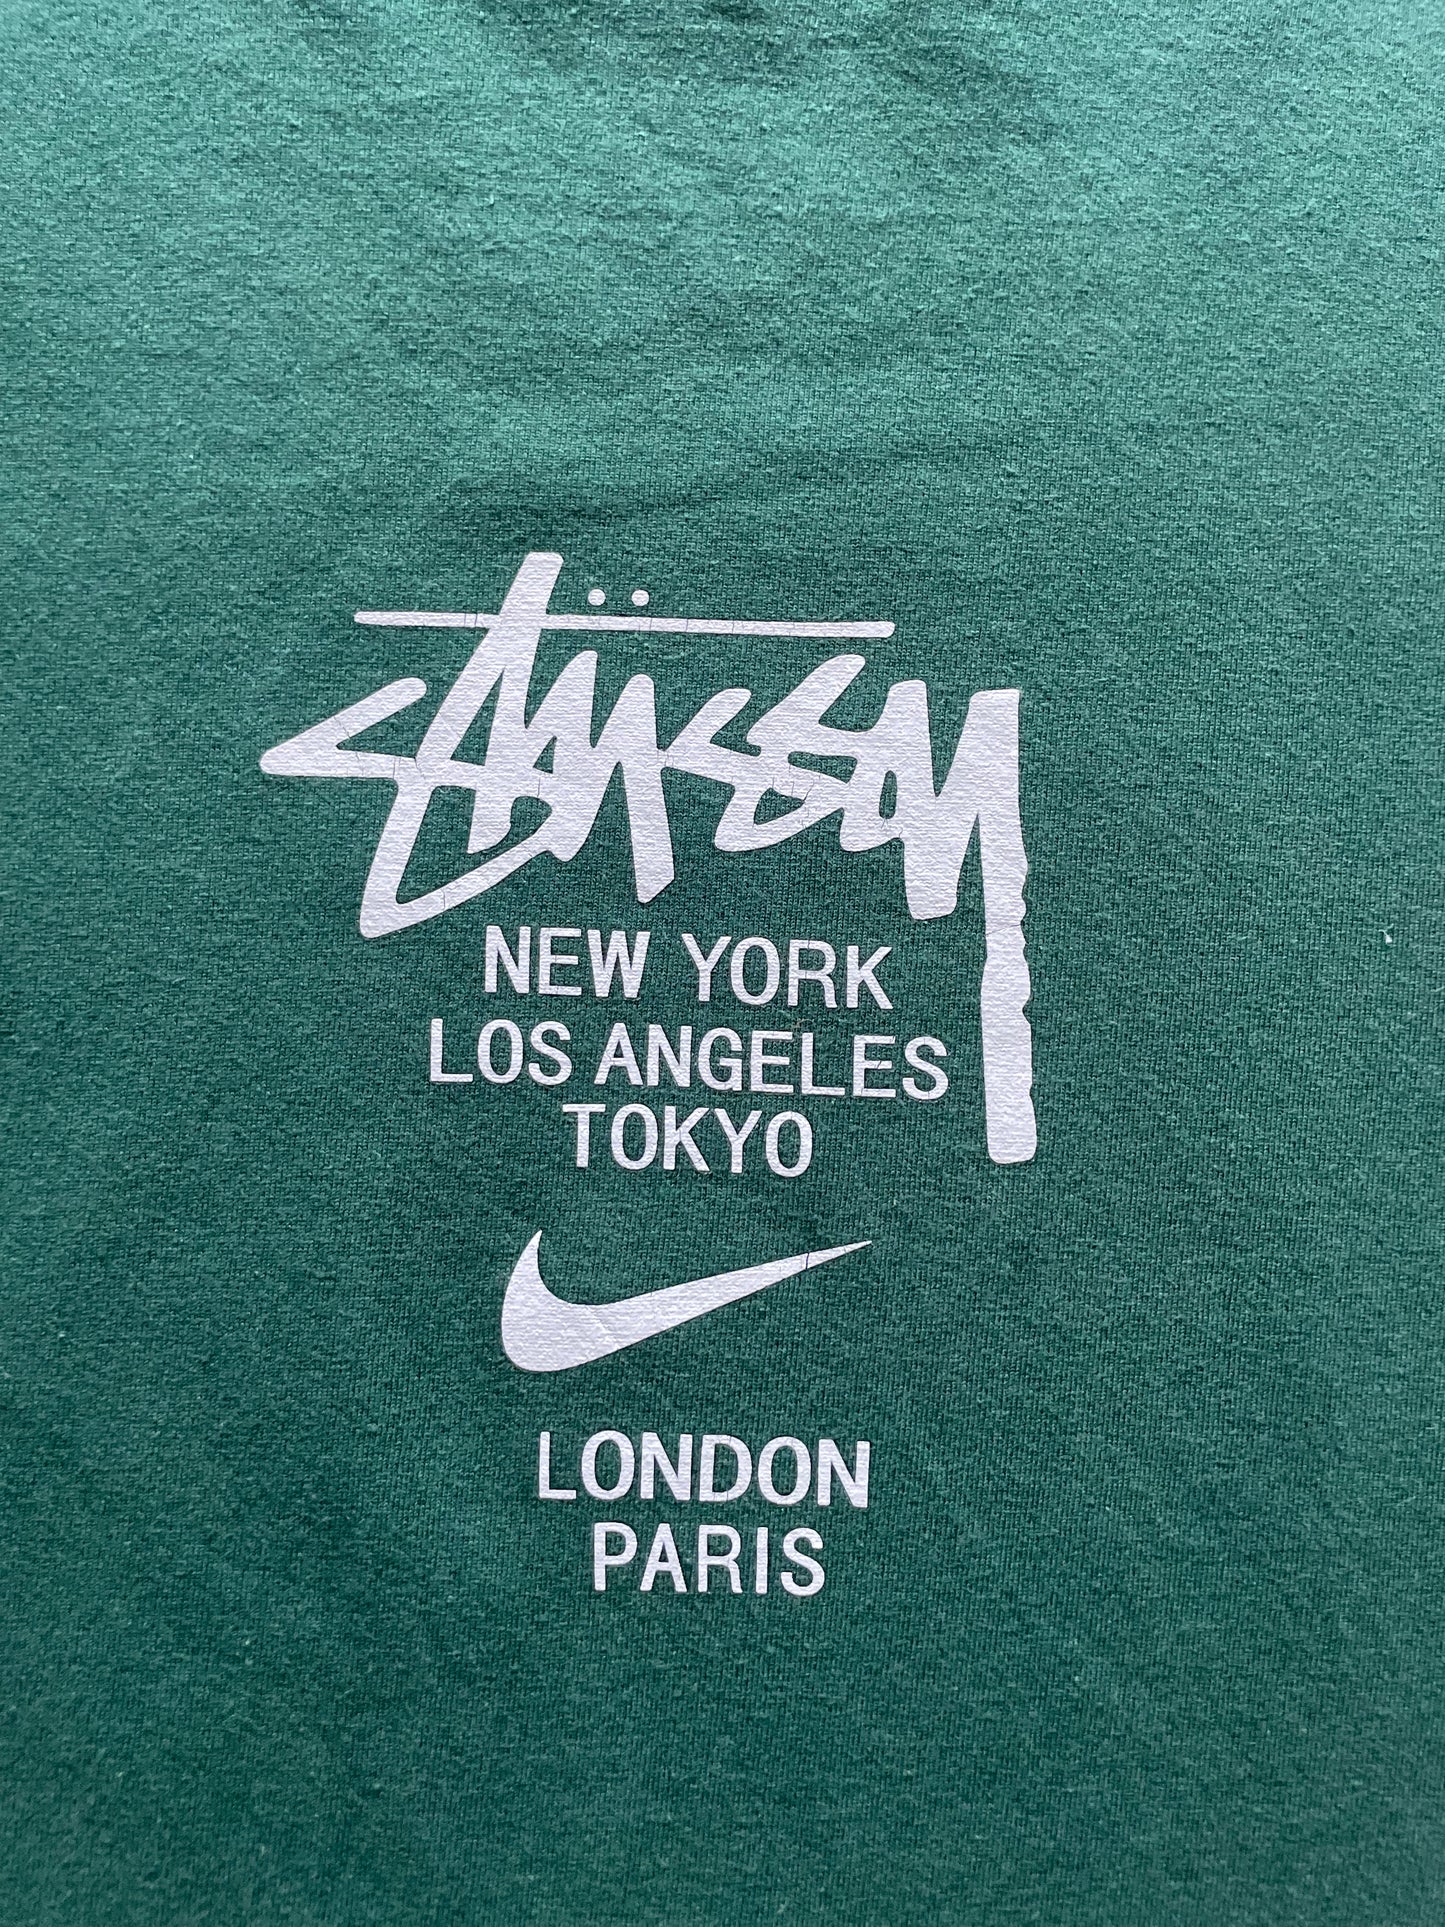 Stüssy
NEW YORK
LOS ANGELES
TOKYO
LONDON
PARIS